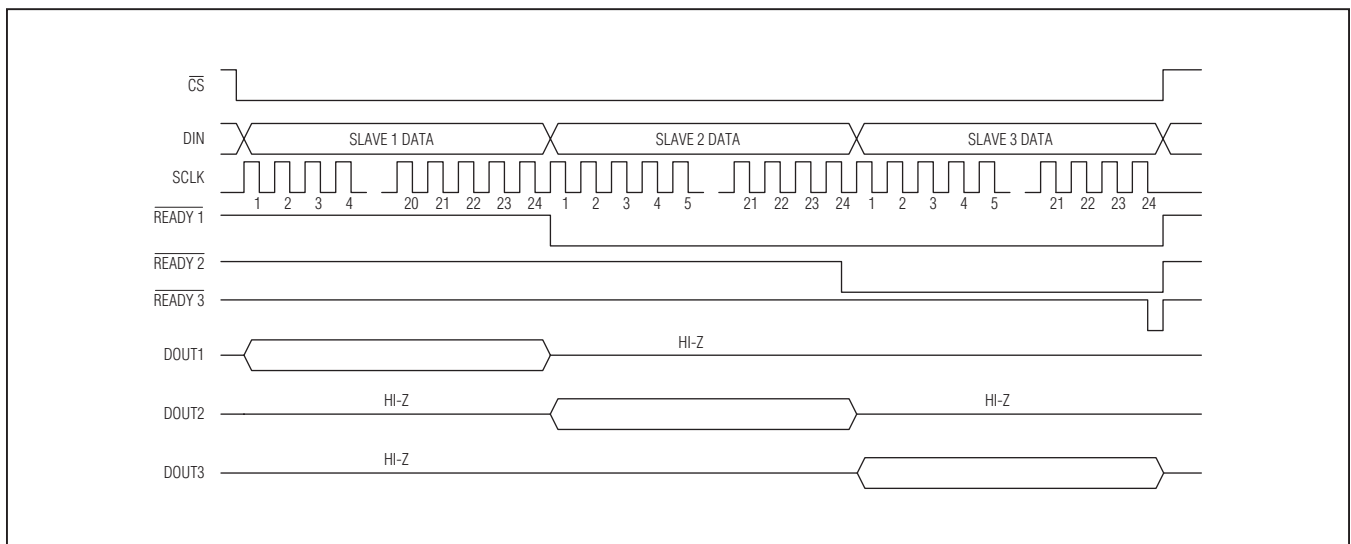 CS
DIN SLAVE 1 DATA SLAVE 2 DATA SLAVE 3 DATA
SCLK
1 2 3 4 20 21 22 23 24 1 2 3 4 5 21 22 23 24 1 2 3 4 5 21 22 23 24
READY 1
READY 2
READY 3
DOUT1 HI-Z
DOUT2 HI-Z HI-Z
DOUT3 HI-Z